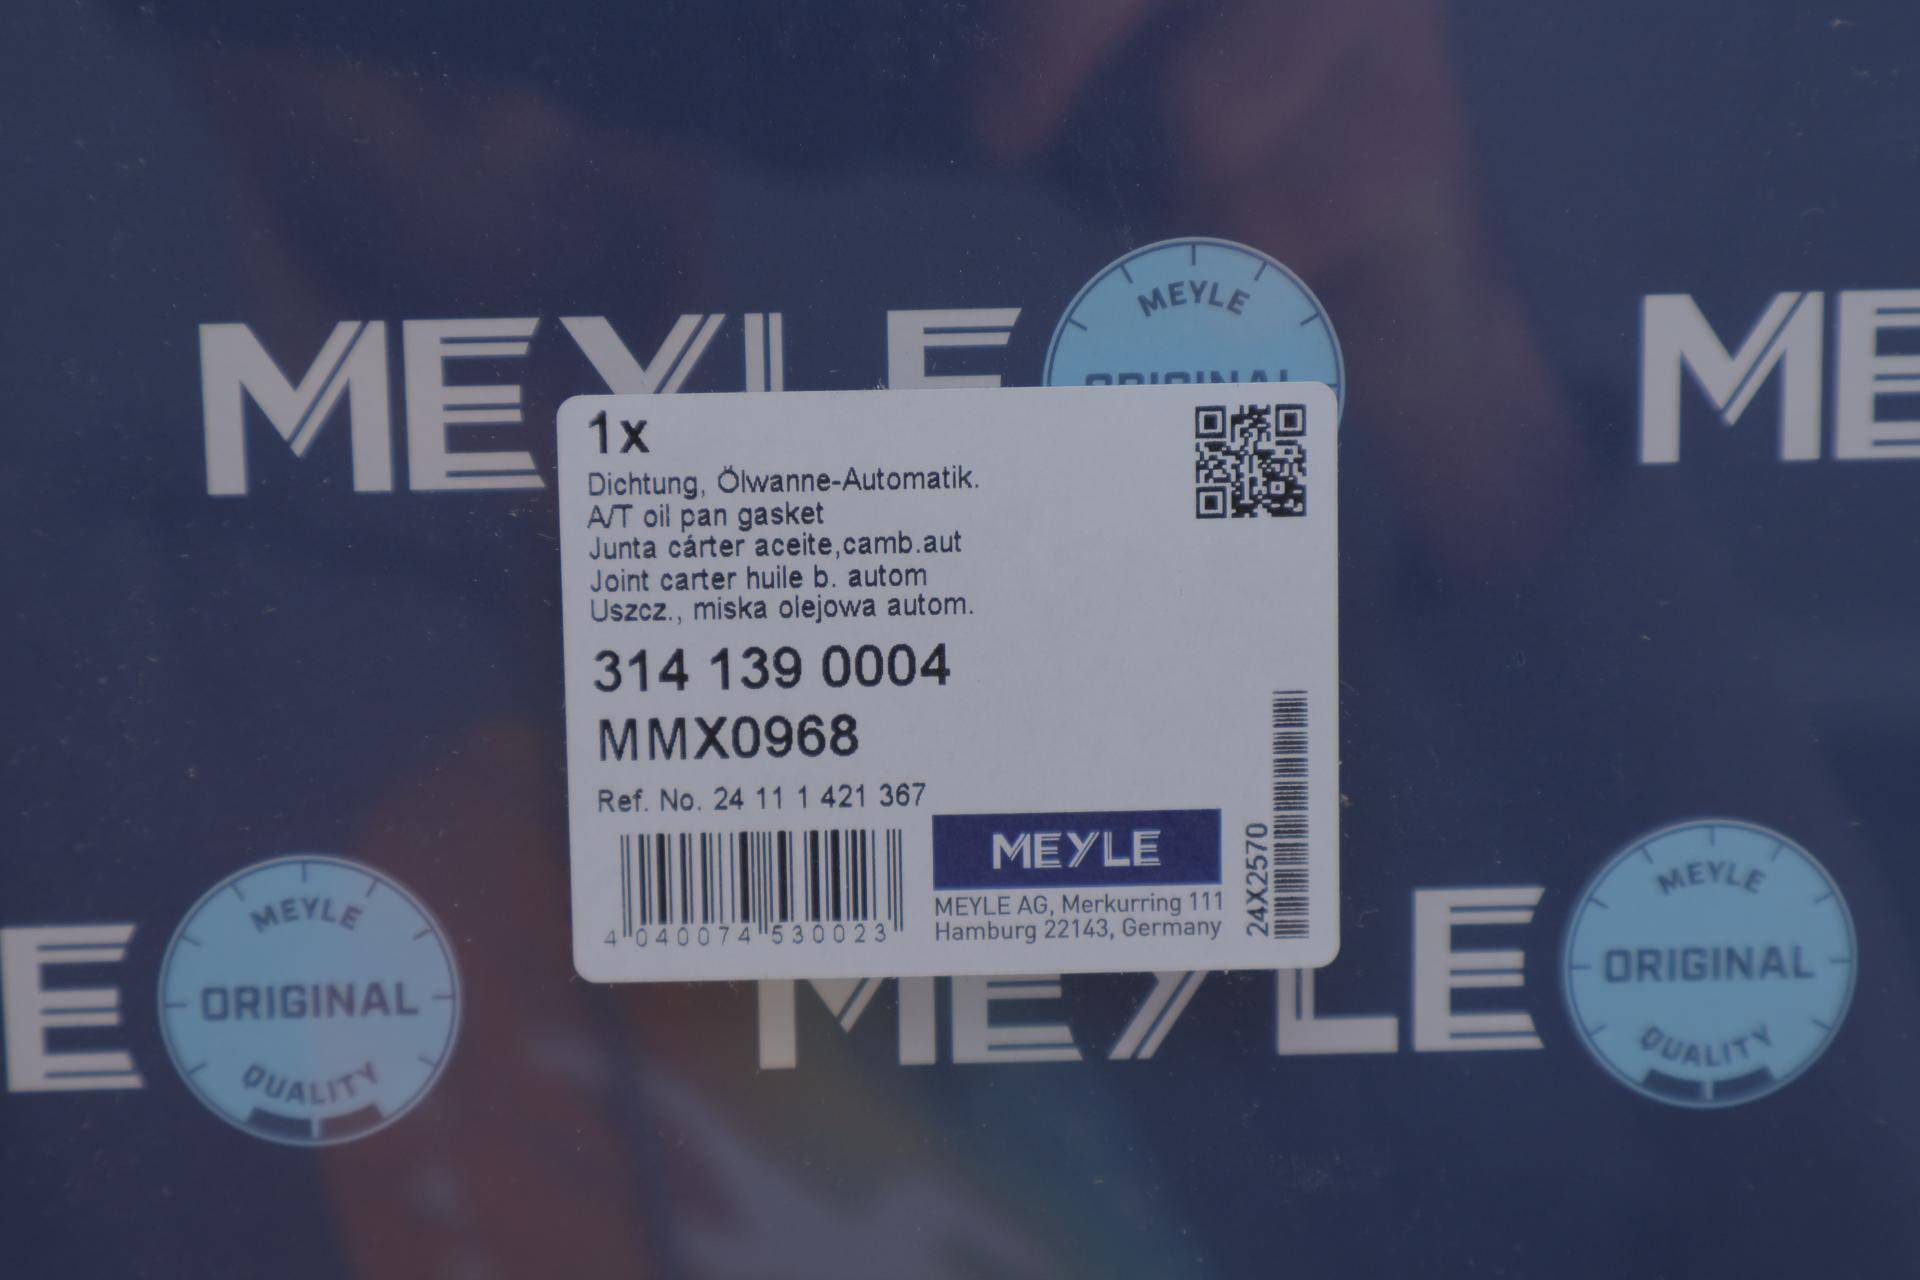 MEYLE
MEYLE
ORIGINAL
ME
1x
Dichtung, Ölwanne-Automatik.
A/T oil pan gasket
Junta cárter aceite,camb.aut
Joint carter huile b. autom
Uszcz., miska olejowa autom.
314 139 0004
MMX0968
Ref. No. 24 11 1 421 367
4 040074 530023
MEYLE
MEYLE AG, Merkurring 111
Hamburg 22143, Germany
24X2570
E
MEYLE
ORIGINAL
QUALITY
MEYLE
MEYLE
ORIGINAL
QUALITY